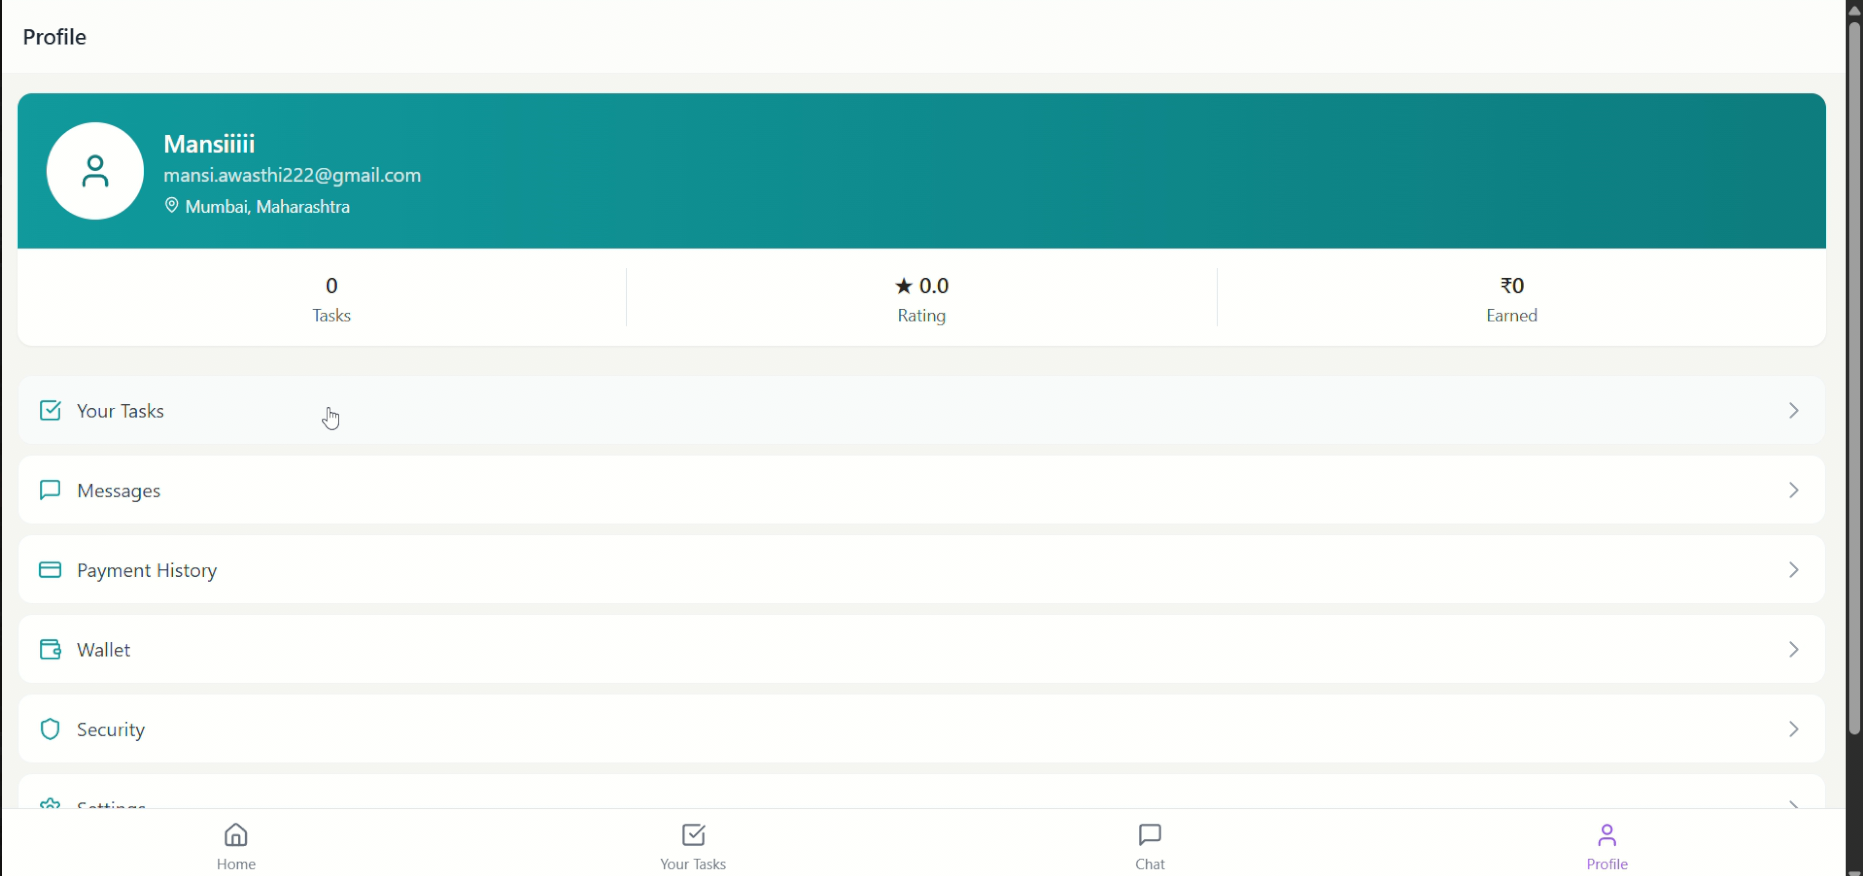 Profile
Mansiiiii
mansi.awasthi222@gmail.com
Mumbai, Maharashtra
0
Tasks
★ 0.0
Rating
₹0
Earned
Your Tasks
Messages
Payment History
Wallet
Security
Settings
Home
Your Tasks
Chat
Profile